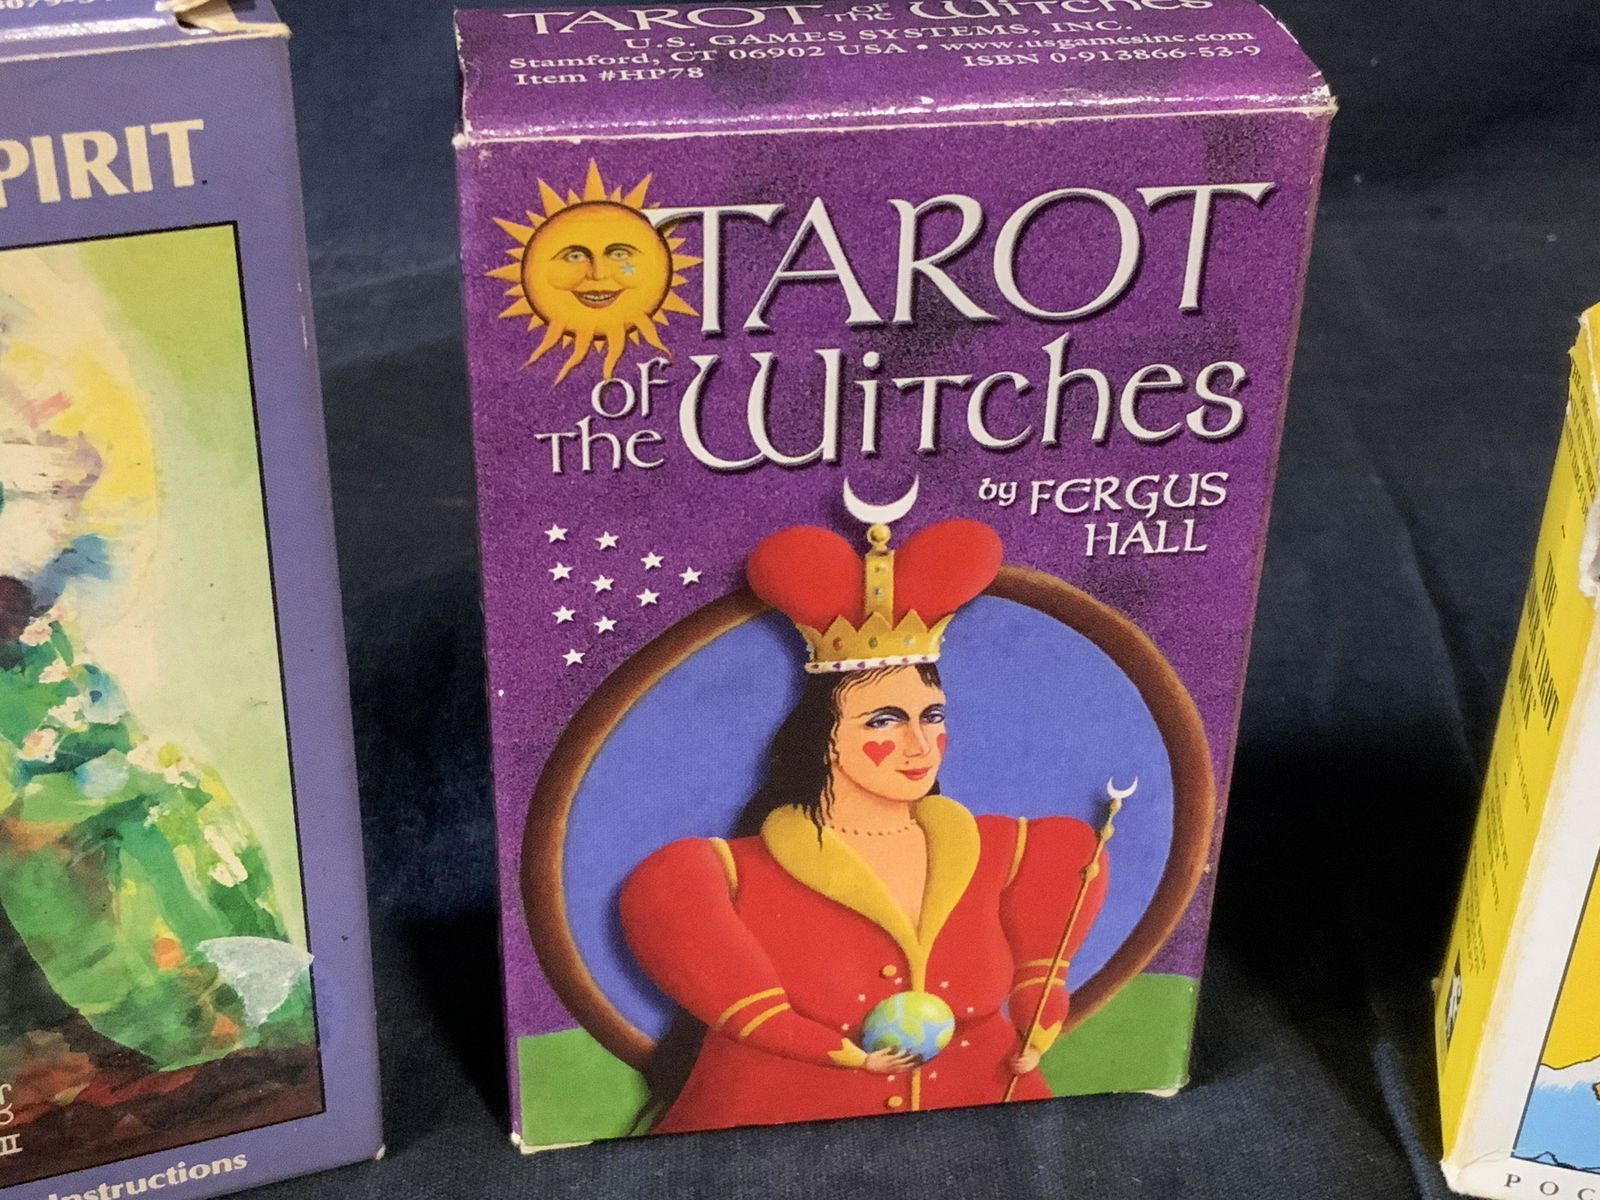 PIRIT
Instructions
II
TAROT OF THE WITCHES
U.S. GAMES SYSTEMS, INC.
Stamford, CT 06902 USA • www.usgamesinc.com
Item #HP78 ISBN 0-913866-53-9
TAROT
OF
THE WITCHES
by FERGUS
HALL
P O C